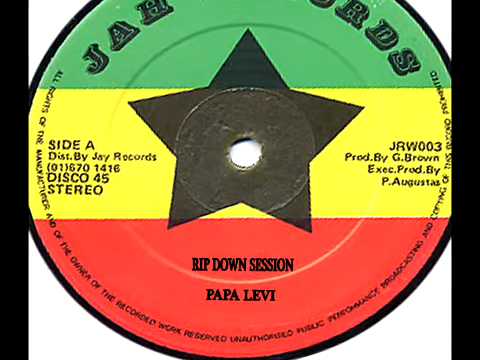 JAH RECORDS
SIDE A
Dist.By Jay Records
(01)670 1416
DISCO 45
STEREO
JRW003
Prod.By G.Brown
Exec.Prod.By
P.Augustas
RIP DOWN SESSION
PAPA LEVI
ALL RIGHTS OF THE MANUFACTURER AND OF THE OWNER OF THE RECORDED WORK RESERVED UNAUTHORISED PUBLIC PERFORMANCE BROADCASTING AND COPYING OF THIS RECORD PROHIBITED